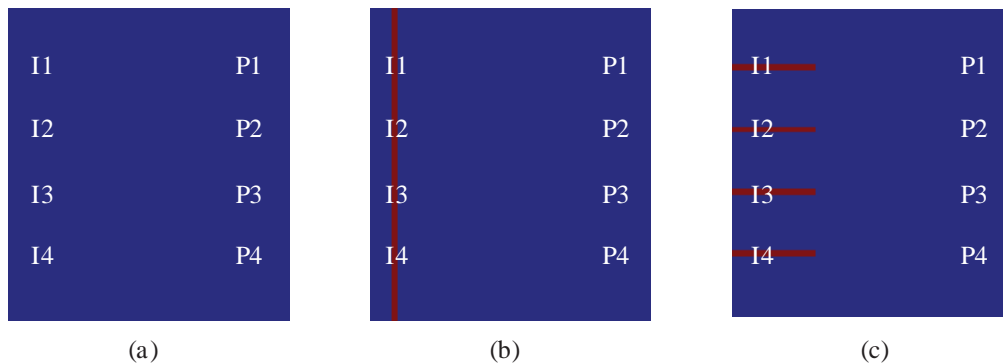 I1 P1 I1 P1 I1 P1
I2 P2 I2 P2 I2 P2
I3 P3 I3 P3 I3 P3
I4 P4 I4 P4 I4 P4
(a) (b) (c)